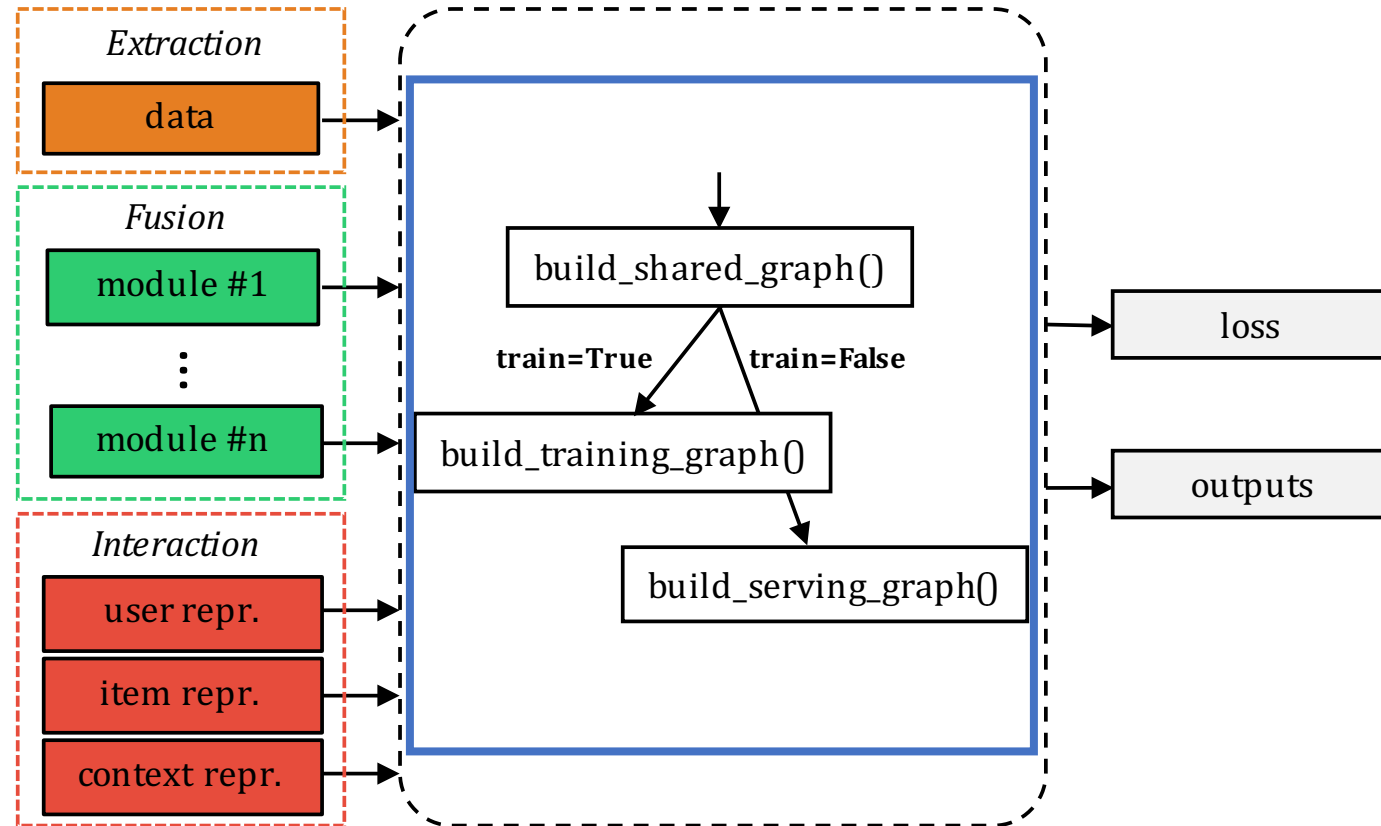 Extraction
data
Fusion
module #1
⋮
module #n
Interaction
user repr.
item repr.
context repr.
build_shared_graph()
train=True
train=False
build_training_graph()
build_serving_graph()
loss
outputs